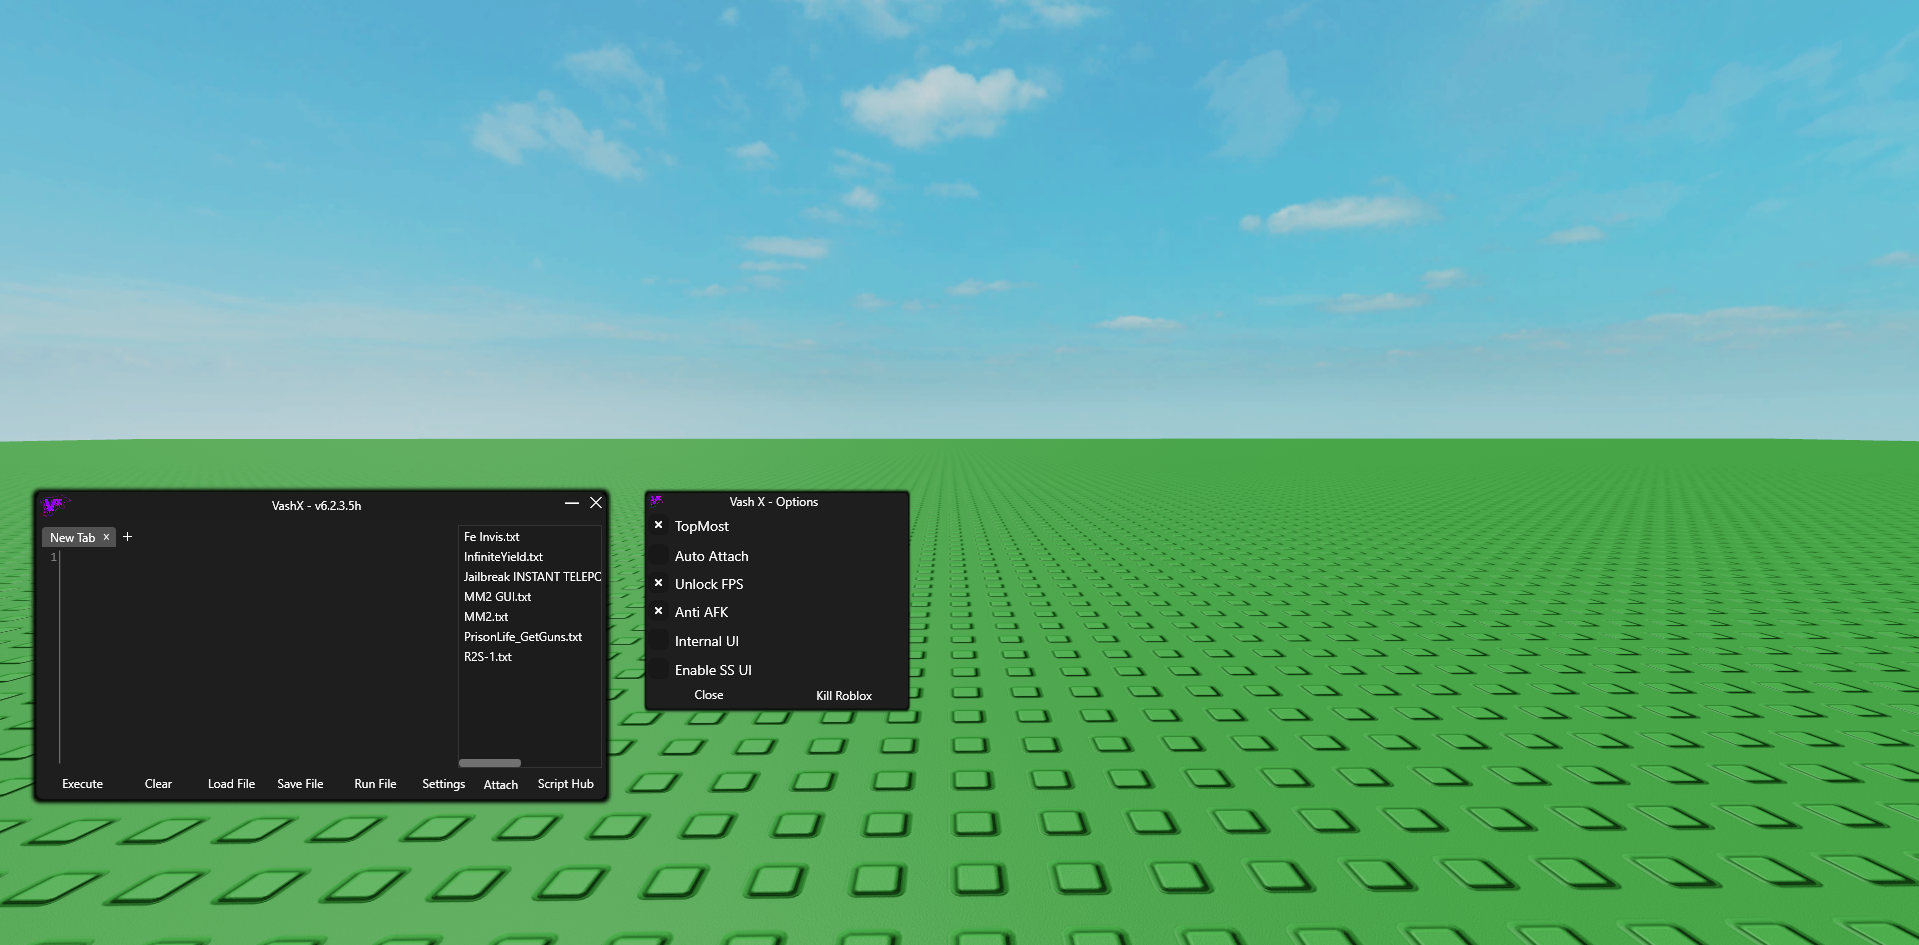 VashX - v6.2.3.5h
New Tab × +
1
Fe Invis.txt
InfiniteYield.txt
Jailbreak INSTANT TELEPO
MM2 GUI.txt
MM2.txt
PrisonLife_GetGuns.txt
R2S-1.txt
Execute Clear Load File Save File Run File Settings Attach Script Hub
Vash X - Options
TopMost
Auto Attach
Unlock FPS
Anti AFK
Internal UI
Enable SS UI
Close Kill Roblox